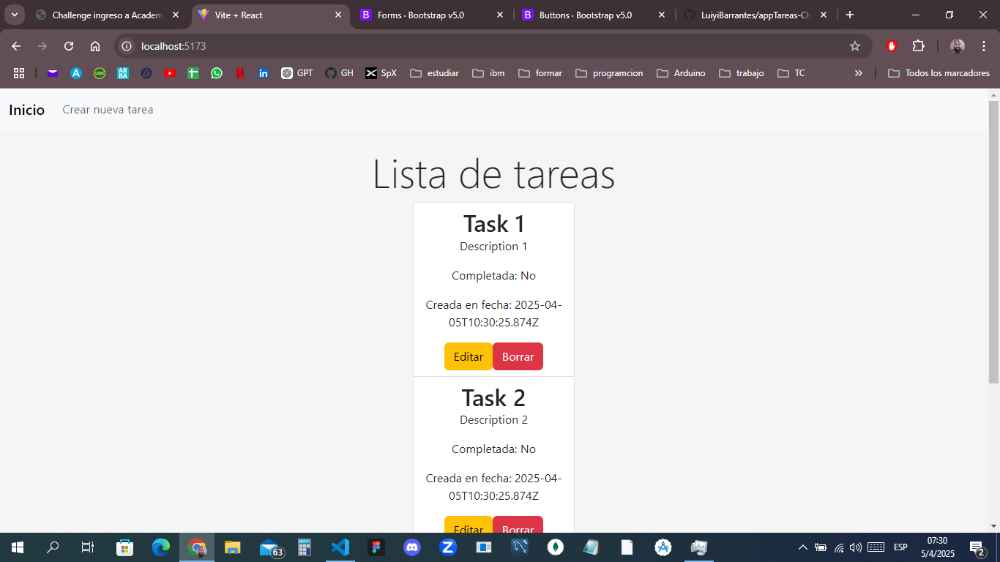 Challenge ingreso a Academ
Vite + React
Forms · Bootstrap v5.0
Buttons · Bootstrap v5.0
LuiyiBarrantes/appTareas-Ch
localhost:5173
GPT
GH
SpX
estudiar
ibm
formar
programcion
Arduino
trabajo
TC
Todos los marcadores
Inicio
Crear nueva tarea
Lista de tareas
Task 1
Description 1
Completada: No
Creada en fecha: 2025-04-
05T10:30:25.874Z
Editar
Borrar
Task 2
Description 2
Completada: No
Creada en fecha: 2025-04-
05T10:30:25.874Z
Editar
Borrar
63
ESP
07:30
5/4/2025
2